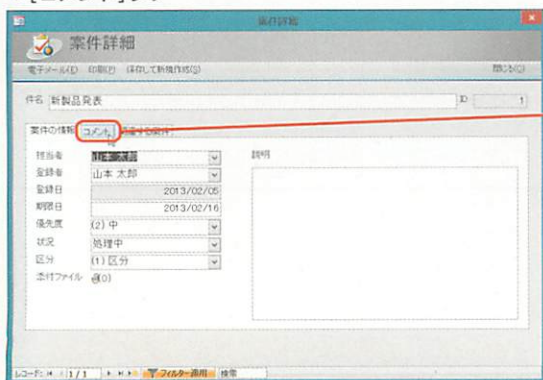 案件詳細
案件詳細
電子メール(E) 印刷(P) 保存して新規作成(S) 閉じる(C)
件名 新製品発表 ID 1
案件の情報 コメント 関連する案件
担当者 山本 太郎 説明
登録者 山本 太郎
登録日 2013/02/05
期限日 2013/02/16
優先度 (2) 中
状況 処理中
区分 (1) 区分
添付ファイル (0)
レコード: 1/1 フィルター適用 検索